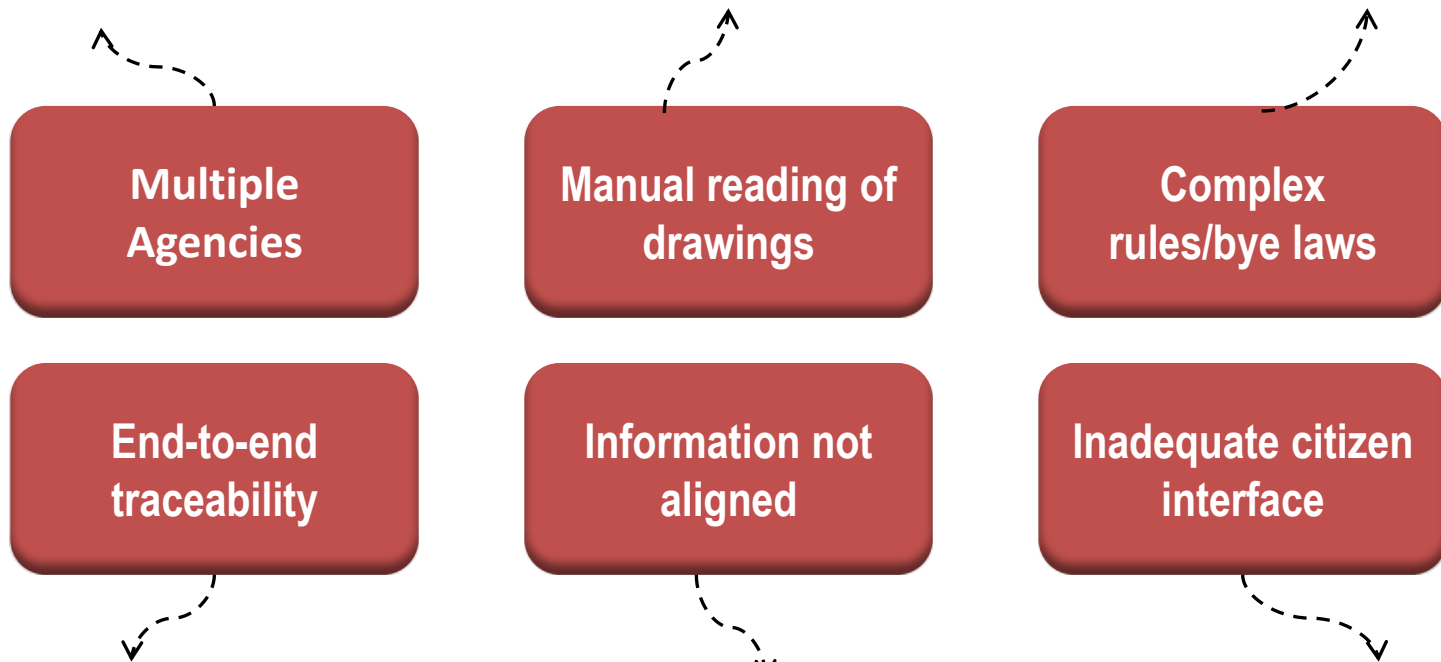 Multiple
Agencies
Manual reading of
drawings
Complex
rules/bye laws
End-to-end
traceability
Information not
aligned
Inadequate citizen
interface